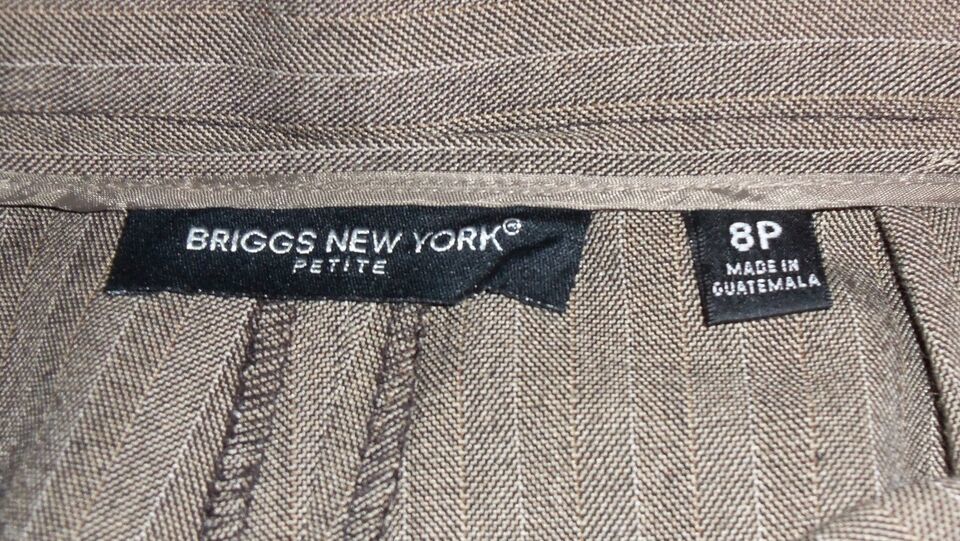 BRIGGS NEW YORK®
PETITE
8P
MADE IN
GUATEMALA